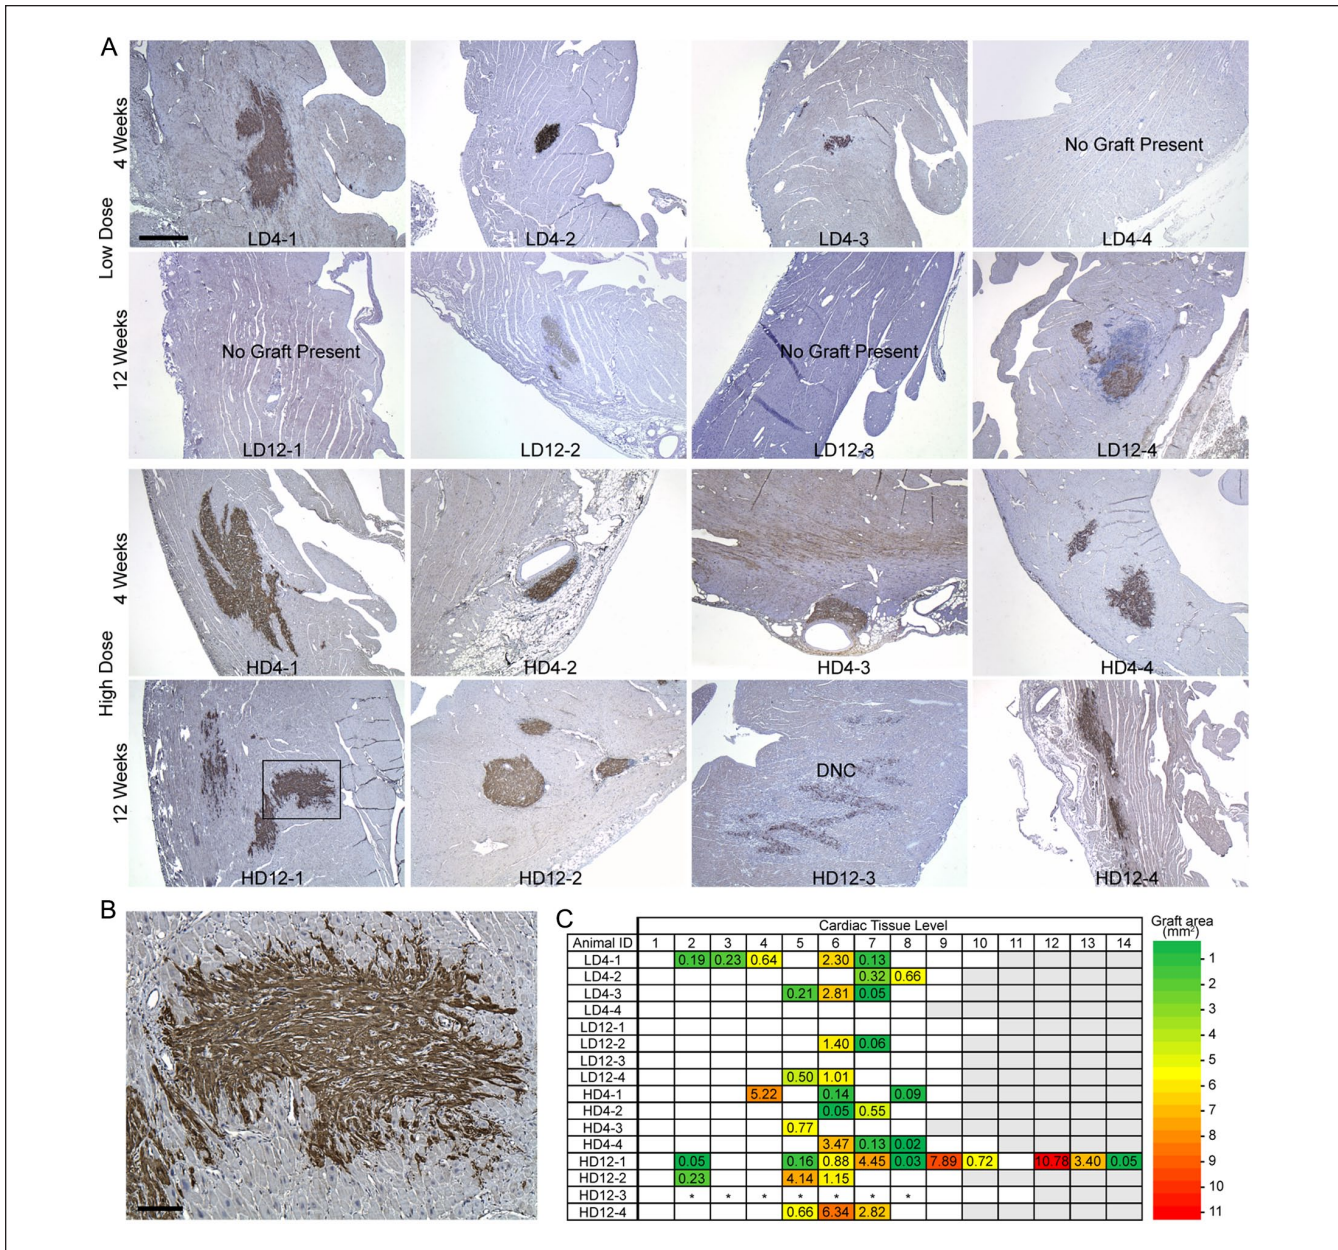 A
4 Weeks
Low Dose
12 Weeks
LD4-1
LD4-2
LD4-3
No Graft Present
LD4-4
No Graft Present
LD12-1
LD12-2
No Graft Present
LD12-3
LD12-4
4 Weeks
High Dose
12 Weeks
HD4-1
HD4-2
HD4-3
HD4-4
HD12-1
HD12-2
DNC
HD12-3
HD12-4
B
C
Cardiac Tissue Level
Animal ID 1 2 3 4 5 6 7 8 9 10 11 12 13 14
LD4-1 0.19 0.23 0.64 2.30 0.13
LD4-2 0.32 0.66
LD4-3 0.21 2.81 0.05
LD4-4
LD12-1
LD12-2 1.40 0.06
LD12-3
LD12-4 0.50 1.01
HD4-1 5.22 0.14 0.09
HD4-2 0.05 0.55
HD4-3 0.77
HD4-4 3.47 0.13 0.02
HD12-1 0.05 0.16 0.88 4.45 0.03 7.89 0.72 10.78 3.40 0.05
HD12-2 0.23 4.14 1.15
HD12-3 * * * * * * *
HD12-4 0.66 6.34 2.82
Graft area
(mm²)
1
2
3
4
5
6
7
8
9
10
11